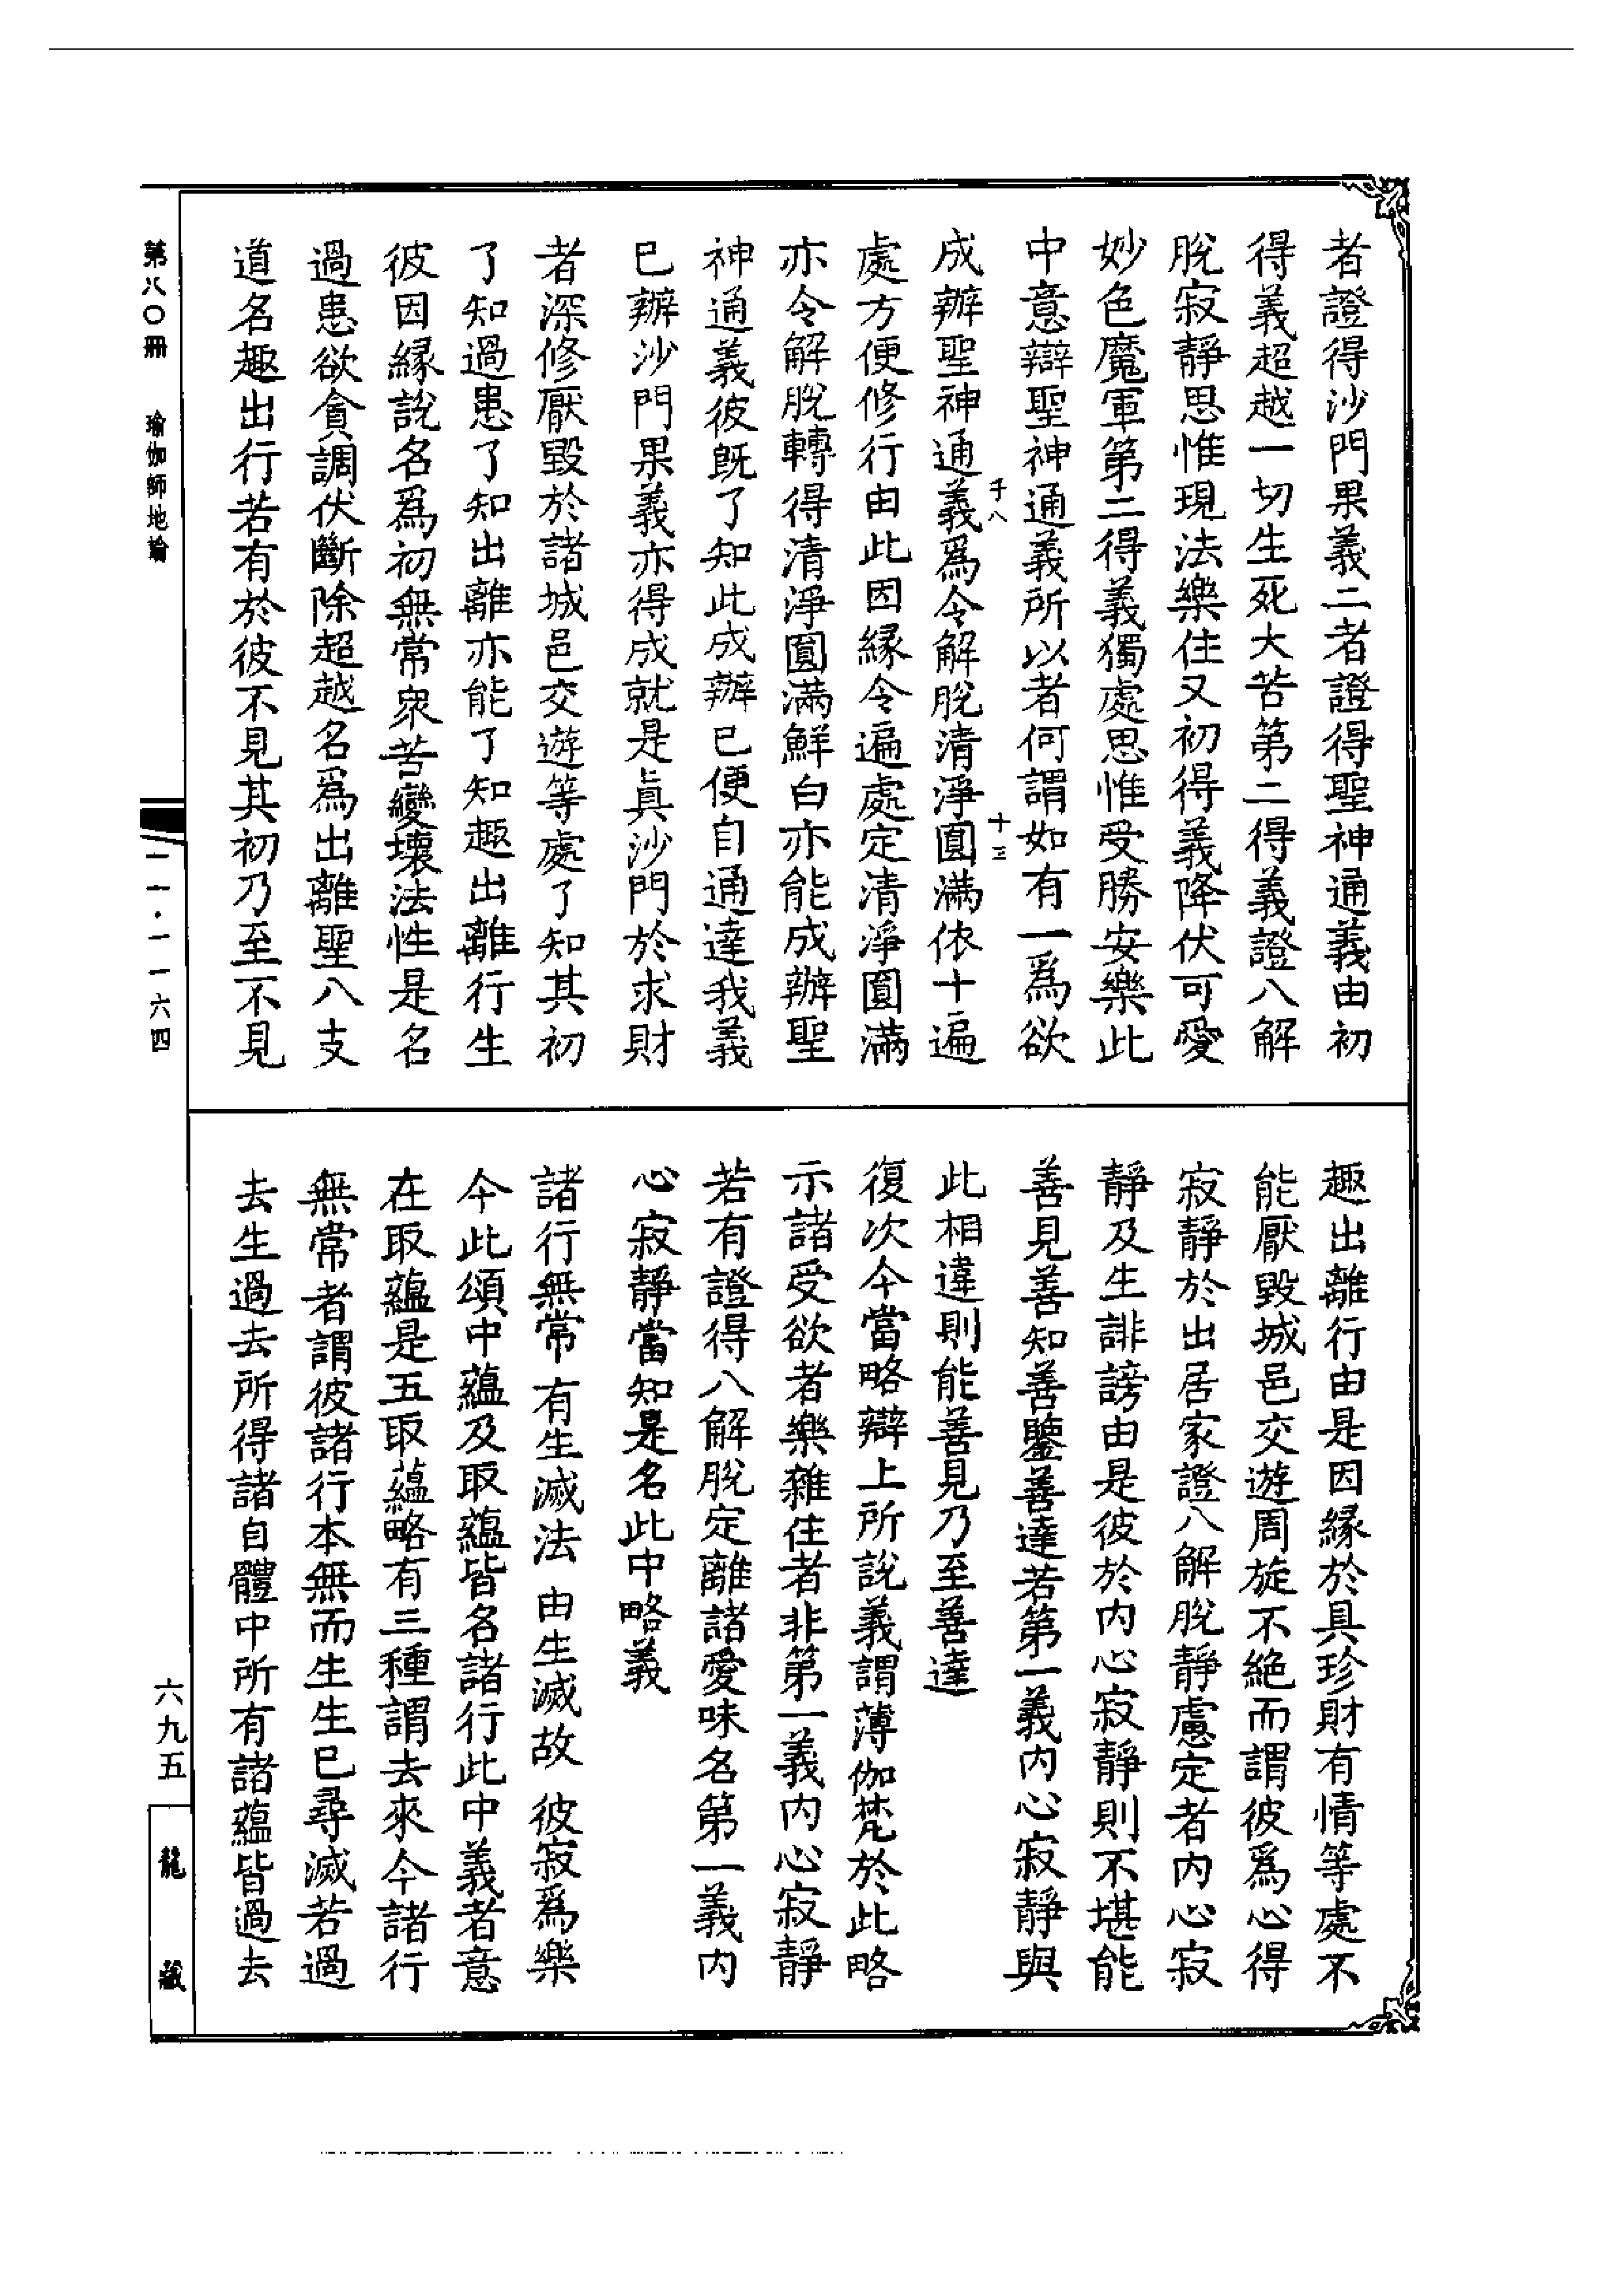 者證得沙門果義二者證得聖神通義由初
得義超越一切生死大苦第二得義證八解
脫寂靜思惟現法樂住又初得義降伏可愛
妙色魔軍第二得義獨處思惟受勝安樂此
中意辯聖神通義所以者何謂如有一爲欲
千八
十三
成辦聖神通義爲令解脫清淨圓滿依十遍
處方便修行由此因緣令遍處定清淨圓滿
亦令解脫轉得清淨圓滿鮮白亦能成辦聖
神通義彼旣了知此成辦已便自通達我義
已辦沙門果義亦得成就是眞沙門於求財
者深修厭毀於諸城邑交遊等處了知其初
了知過患了知出離亦能了知趣出離行生
彼因緣說名爲初無常衆苦變壞法性是名
過患欲貪調伏斷除超越名爲出離聖八支
道名趣出行若有於彼不見其初乃至不見
趣出離行由是因緣於具珍財有情等處不
能厭毀城邑交遊周旋不絶而謂彼爲心得
寂靜於出居家證八解脫靜慮定者內心寂
靜及生誹謗由是彼於內心寂靜則不堪能
善見善知善鑒善達若第一義內心寂靜與
此相違則能善見乃至善達
復次今當略辯上所說義謂薄伽梵於此略
示諸受欲者樂雜住者非第一義內心寂靜
若有證得八解脫定離諸愛味名第一義內
心寂靜當知是名此中略義
諸行無常 有生滅法 由生滅故 彼寂爲樂
今此頌中蘊及取蘊皆名諸行此中義者意
在取蘊是五取蘊略有三種謂去來今諸行
無常者謂彼諸行本無而生生已尋滅若過
去生過去所得諸自體中所有諸蘊皆過去
第八〇冊 瑜伽師地論
一一·一一六四
六九五
龍藏